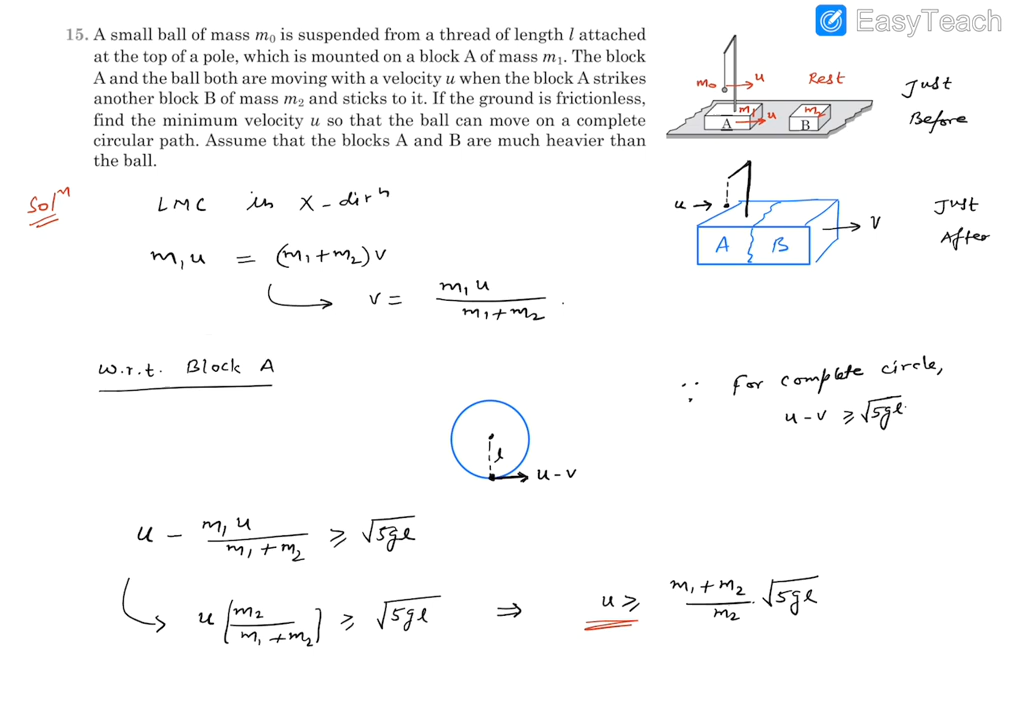 EasyTeach
15. A small ball of mass m₀ is suspended from a thread of length l attached
at the top of a pole, which is mounted on a block A of mass m₁. The block
A and the ball both are moving with a velocity u when the block A strikes
another block B of mass m₂ and sticks to it. If the ground is frictionless,
find the minimum velocity u so that the ball can move on a complete
circular path. Assume that the blocks A and B are much heavier than
the ball.
m₀ u Rest
m₁ u m₂
A B
Just
Before
Solⁿ
LMC in x-dirⁿ
u
A B
v
Just
After
m₁u = (m₁+m₂)v
v = m₁u / m₁+m₂ .
w.r.t. Block A
∵ For complete circle,
u-v ⩾ √5gl.
l
u-v
u - m₁u / m₁+m₂ ⩾ √5gl
u [m₂ / m₁+m₂] ⩾ √5gl ⇒ u ⩾ m₁+m₂ / m₂ . √5gl